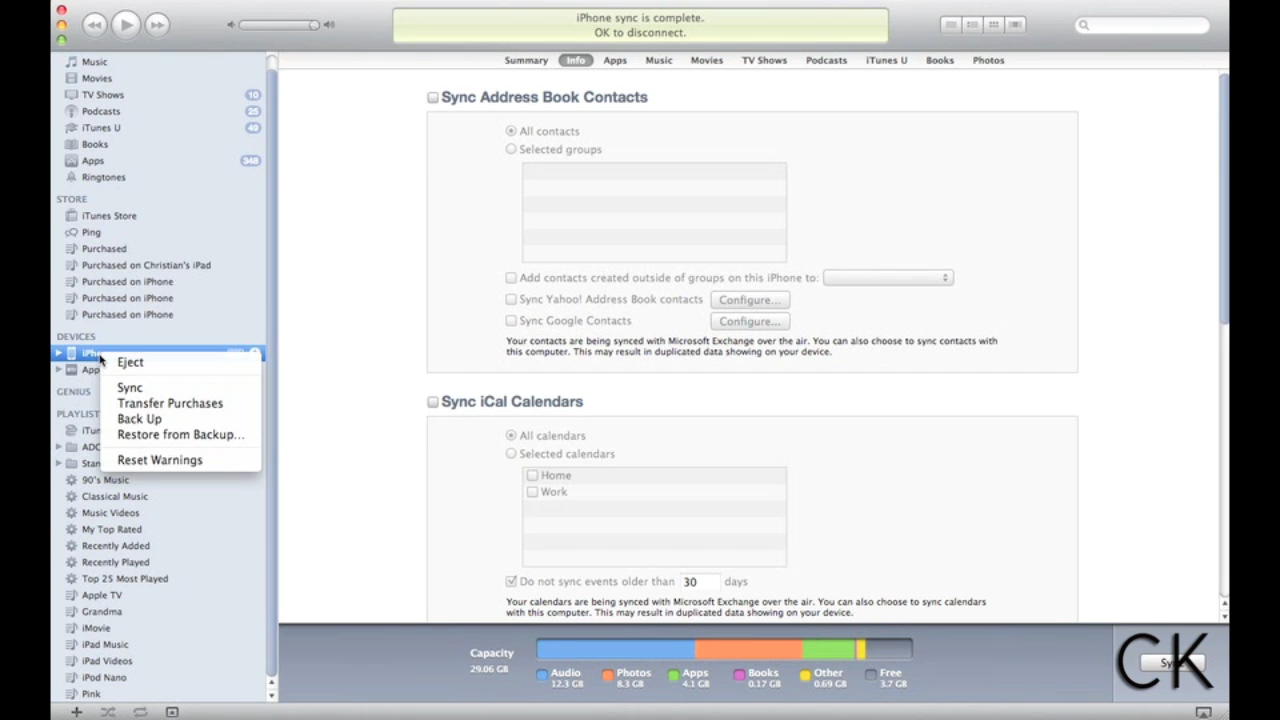 iPhone sync is complete.
OK to disconnect.
Music
Movies
TV Shows 10
Podcasts 25
iTunes U 49
Books
Apps 348
Ringtones
STORE
iTunes Store
Ping
Purchased
Purchased on Christian's iPad
Purchased on iPhone
Purchased on iPhone
Purchased on iPhone
DEVICES
GENIUS
PLAYLIST
90's Music
Classical Music
Music Videos
My Top Rated
Recently Added
Recently Played
Top 25 Most Played
Apple TV
Grandma
iMovie
iPad Music
iPad Videos
iPod Nano
Pink
Eject
Sync
Transfer Purchases
Back Up
Restore from Backup...
Reset Warnings
Summary Info Apps Music Movies TV Shows Podcasts iTunes U Books Photos
Sync Address Book Contacts
All contacts
Selected groups
Add contacts created outside of groups on this iPhone to:
Sync Yahoo! Address Book contacts Configure...
Sync Google Contacts Configure...
Your contacts are being synced with Microsoft Exchange over the air. You can also choose to sync contacts with
this computer. This may result in duplicated data showing on your device.
Sync iCal Calendars
All calendars
Selected calendars
Home
Work
Do not sync events older than 30 days
Your calendars are being synced with Microsoft Exchange over the air. You can also choose to sync calendars
with this computer. This may result in duplicated data showing on your device.
Capacity
29.06 GB
Audio Photos Apps Books Other Free
12.3 GB 8.3 GB 4.1 GB 0.17 GB 0.69 GB 3.7 GB
CK